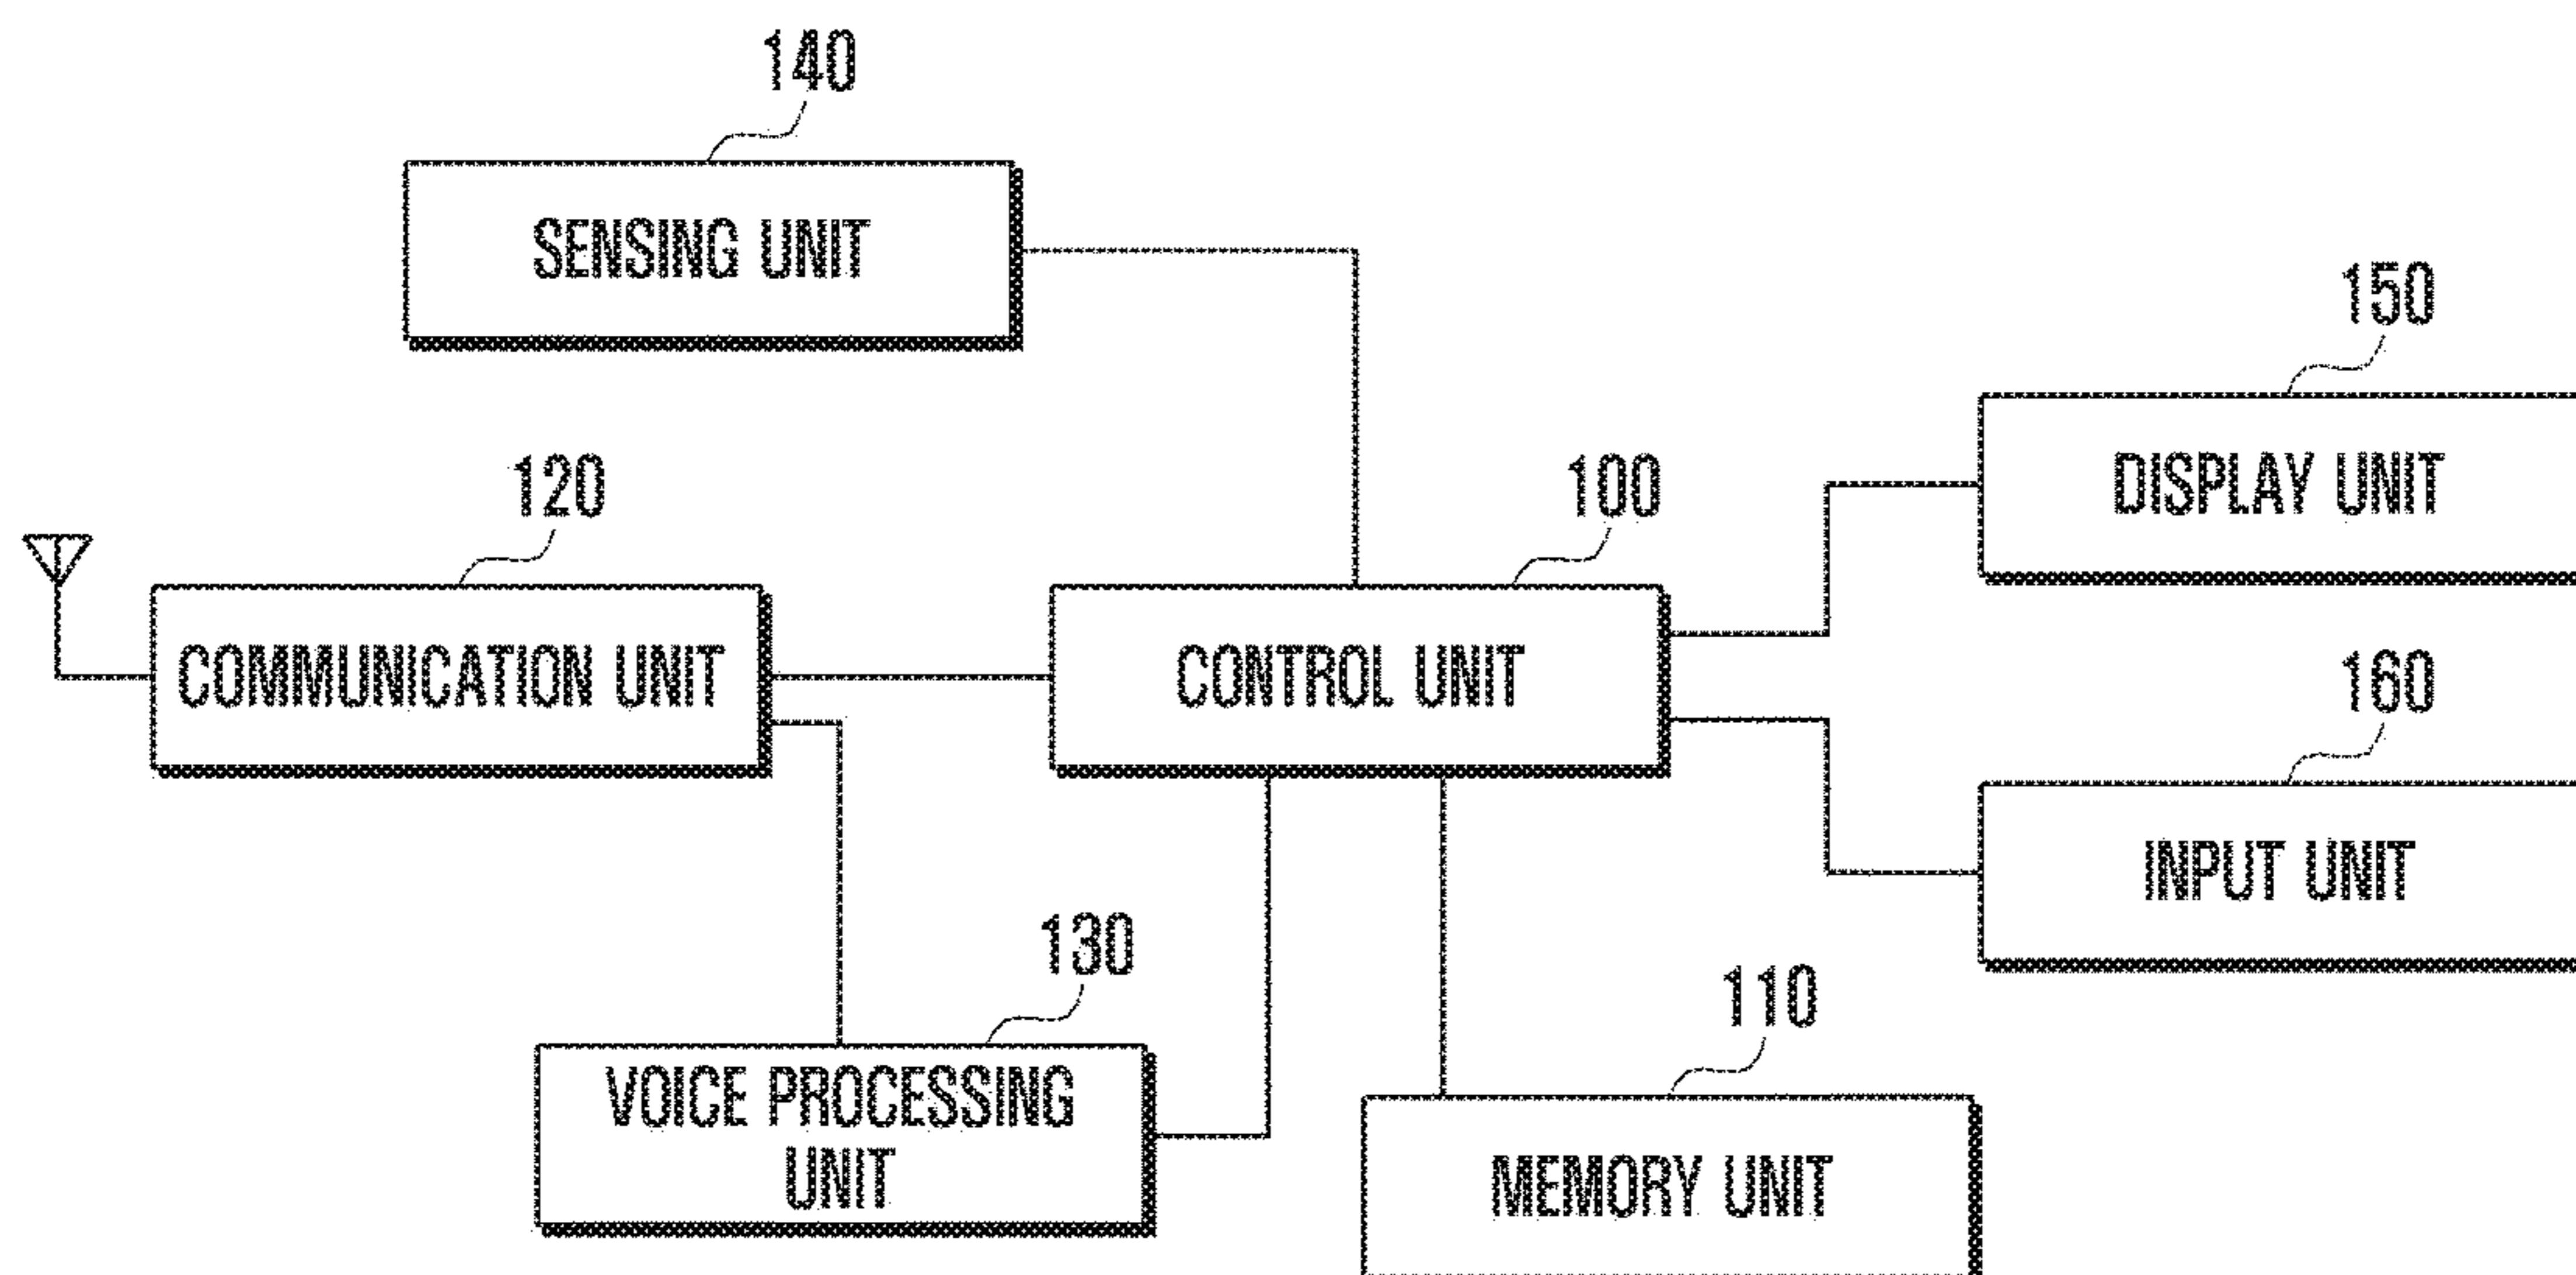 140
SENSING UNIT
150
DISPLAY UNIT
120
COMMUNICATION UNIT
100
CONTROL UNIT
160
INPUT UNIT
130
VOICE PROCESSING
UNIT
110
MEMORY UNIT